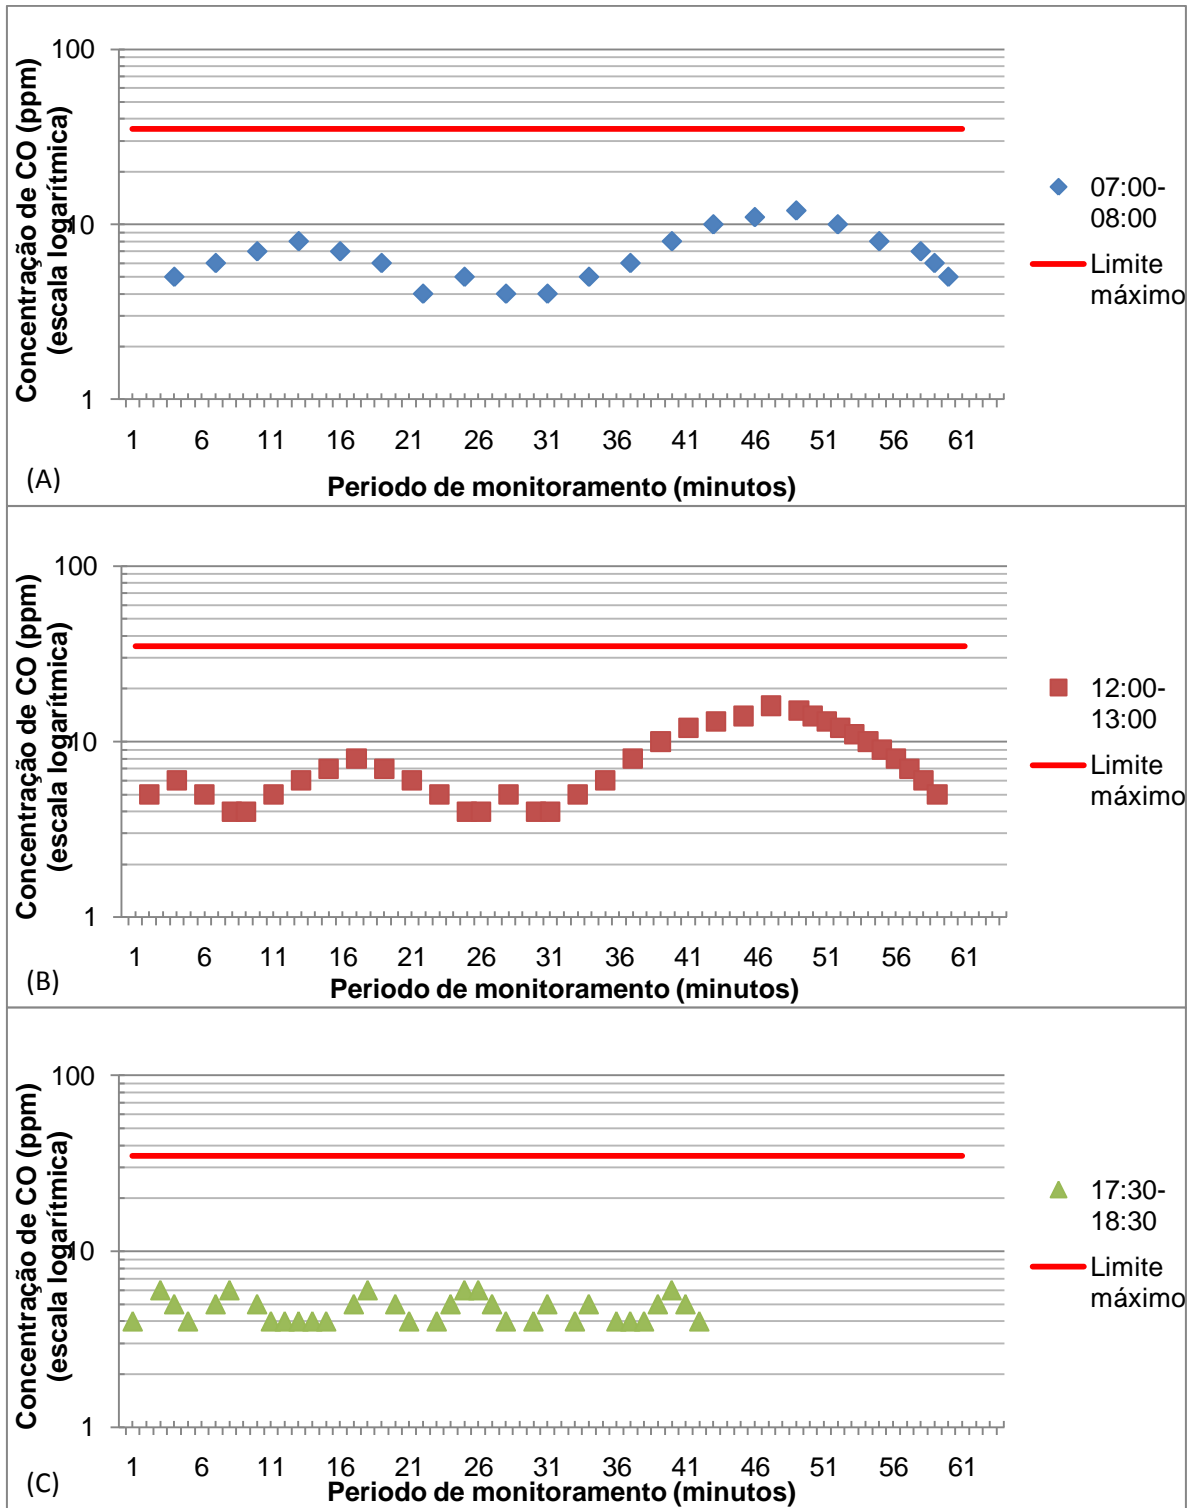 Concentração de CO (ppm)
(escala logarítmica)
100
10
1
1 6 11 16 21 26 31 36 41 46 51 56 61
Periodo de monitoramento (minutos)
(A)
07:00-
08:00
Limite
máximo
Concentração de CO (ppm)
(escala logarítmica)
100
10
1
1 6 11 16 21 26 31 36 41 46 51 56 61
Periodo de monitoramento (minutos)
(B)
12:00-
13:00
Limite
máximo
Concentração de CO (ppm)
(escala logarítmica)
100
10
1
1 6 11 16 21 26 31 36 41 46 51 56 61
Periodo de monitoramento (minutos)
(C)
17:30-
18:30
Limite
máximo